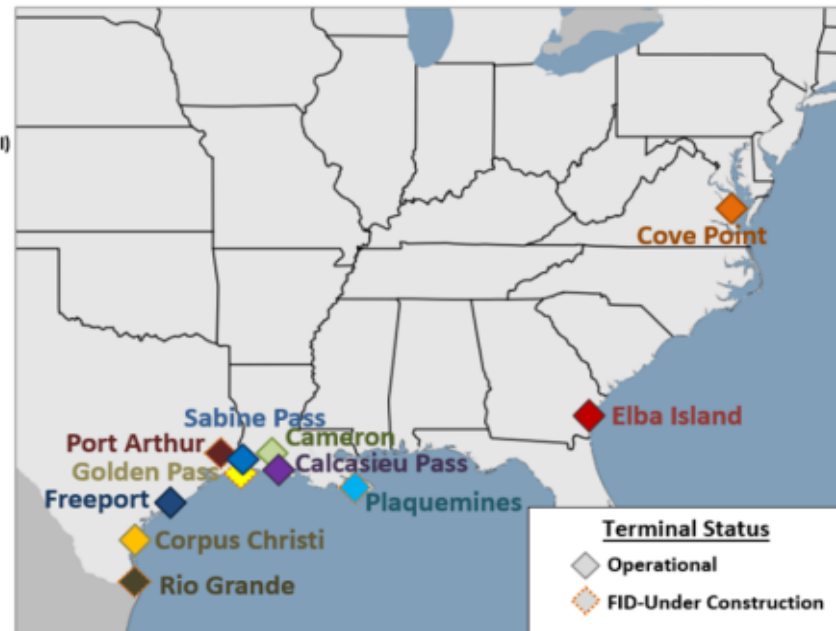 l)
Cove Point
Sabine Pass
Elba Island
Port Arthur
Cameron
Golden Pass
Calcasieu Pass
Freeport
Plaquemines
Corpus Christi
Rio Grande
Terminal Status
Operational
FID-Under Construction